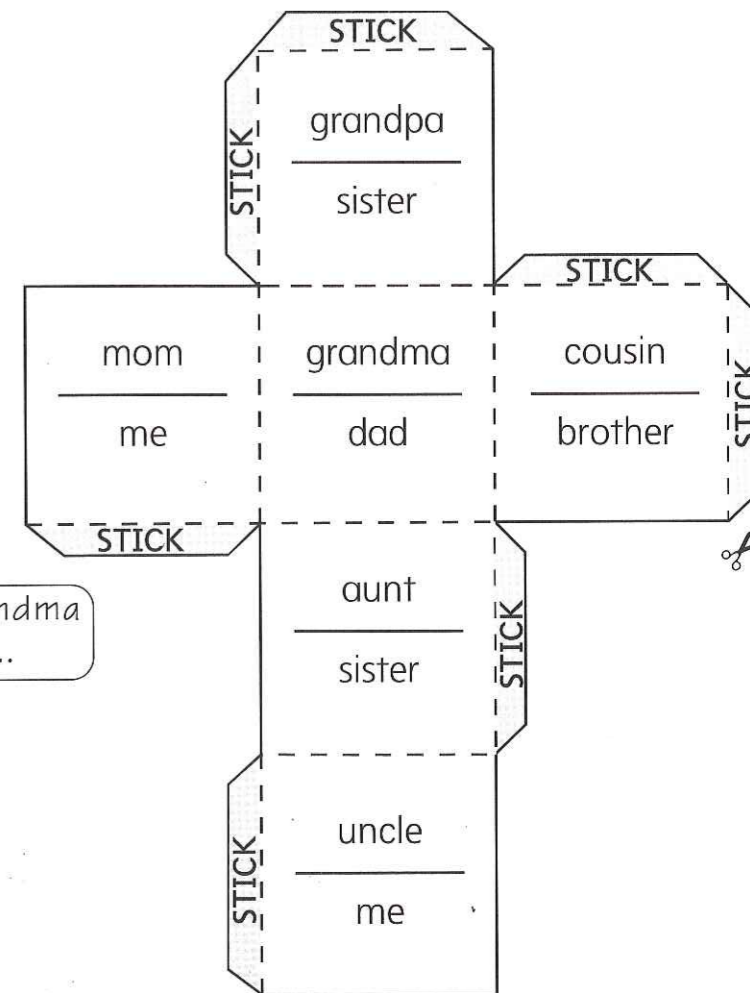 STICK
grandpa
STICK
sister
STICK
mom
grandma
cousin
STICK
me
dad
brother
STICK
aunt
..
sister
STICK
uncle
STICK
me